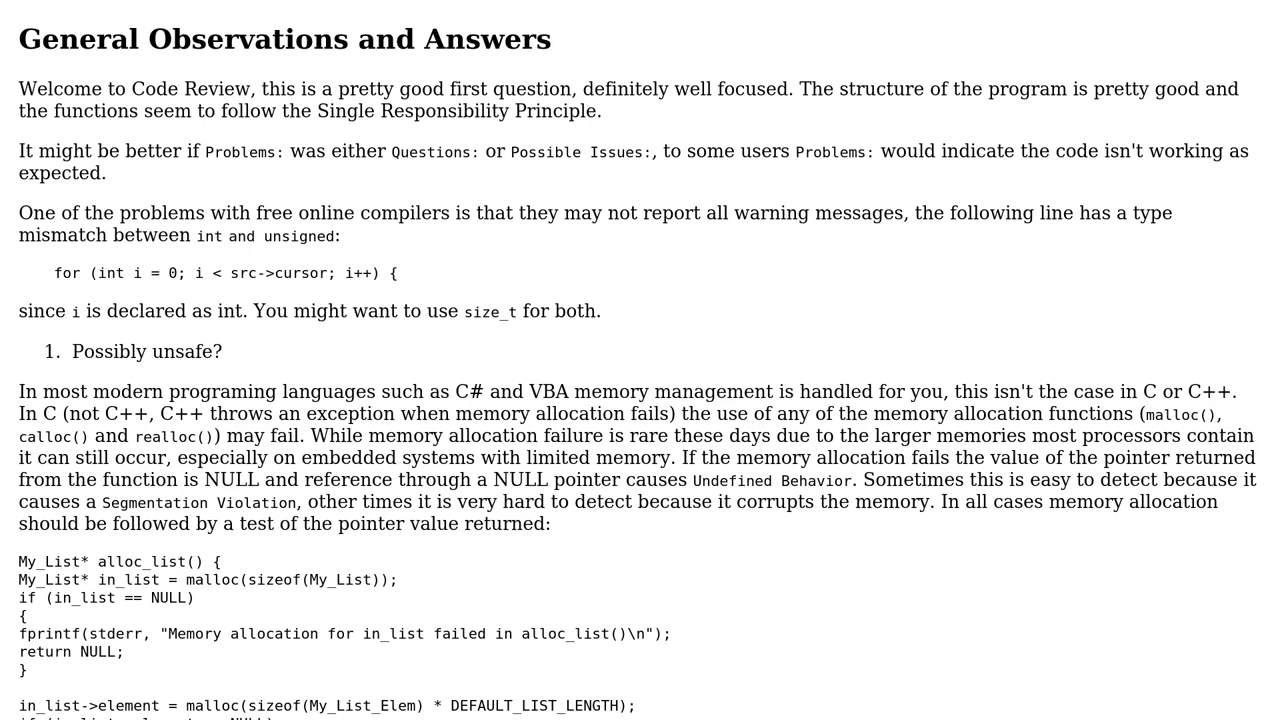 General Observations and Answers
Welcome to Code Review, this is a pretty good first question, definitely well focused. The structure of the program is pretty good and
the functions seem to follow the Single Responsibility Principle.
It might be better if Problems: was either Questions: or Possible Issues:, to some users Problems: would indicate the code isn't working as
expected.
One of the problems with free online compilers is that they may not report all warning messages, the following line has a type
mismatch between int and unsigned:
for (int i = 0; i < src->cursor; i++) {
since i is declared as int. You might want to use size_t for both.
1. Possibly unsafe?
In most modern programing languages such as C# and VBA memory management is handled for you, this isn't the case in C or C++.
In C (not C++, C++ throws an exception when memory allocation fails) the use of any of the memory allocation functions (malloc(),
calloc() and realloc()) may fail. While memory allocation failure is rare these days due to the larger memories most processors contain
it can still occur, especially on embedded systems with limited memory. If the memory allocation fails the value of the pointer returned
from the function is NULL and reference through a NULL pointer causes Undefined Behavior. Sometimes this is easy to detect because it
causes a Segmentation Violation, other times it is very hard to detect because it corrupts the memory. In all cases memory allocation
should be followed by a test of the pointer value returned:
My_List* alloc_list() {
My_List* in_list = malloc(sizeof(My_List));
if (in_list == NULL)
{
fprintf(stderr, "Memory allocation for in_list failed in alloc_list()\n");
return NULL;
}
in_list->element = malloc(sizeof(My_List_Elem) * DEFAULT_LIST_LENGTH);